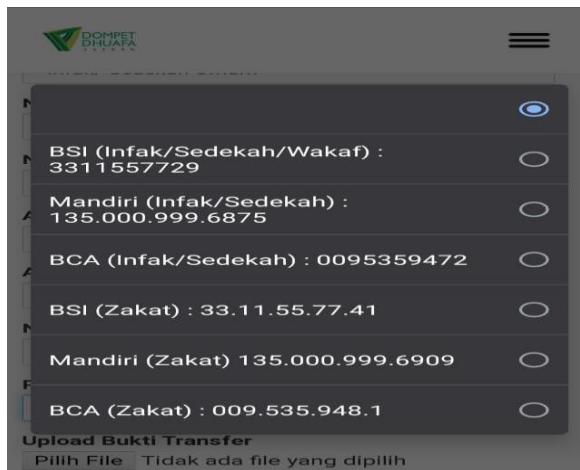 DOMPET
DHUAFA
BSI (Infak/Sedekah/Wakaf) :
3311557729
Mandiri (Infak/Sedekah) :
135.000.999.6875
BCA (Infak/Sedekah) : 0095359472
BSI (Zakat) : 33.11.55.77.41
Mandiri (Zakat) 135.000.999.6909
BCA (Zakat) : 009.535.948.1
Upload Bukti Transfer
Pilih File Tidak ada file yang dipilih